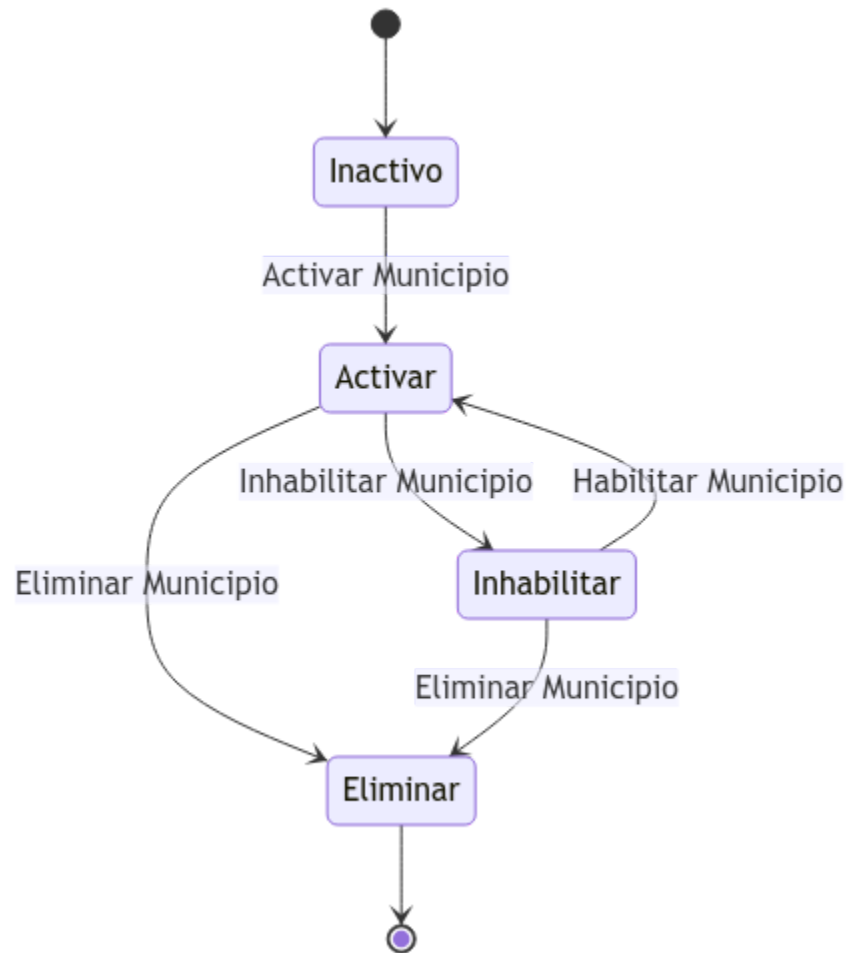 Inactivo
Activar Municipio
Activar
Inhabilitar Municipio
Habilitar Municipio
Eliminar Municipio
Inhabilitar
Eliminar Municipio
Eliminar